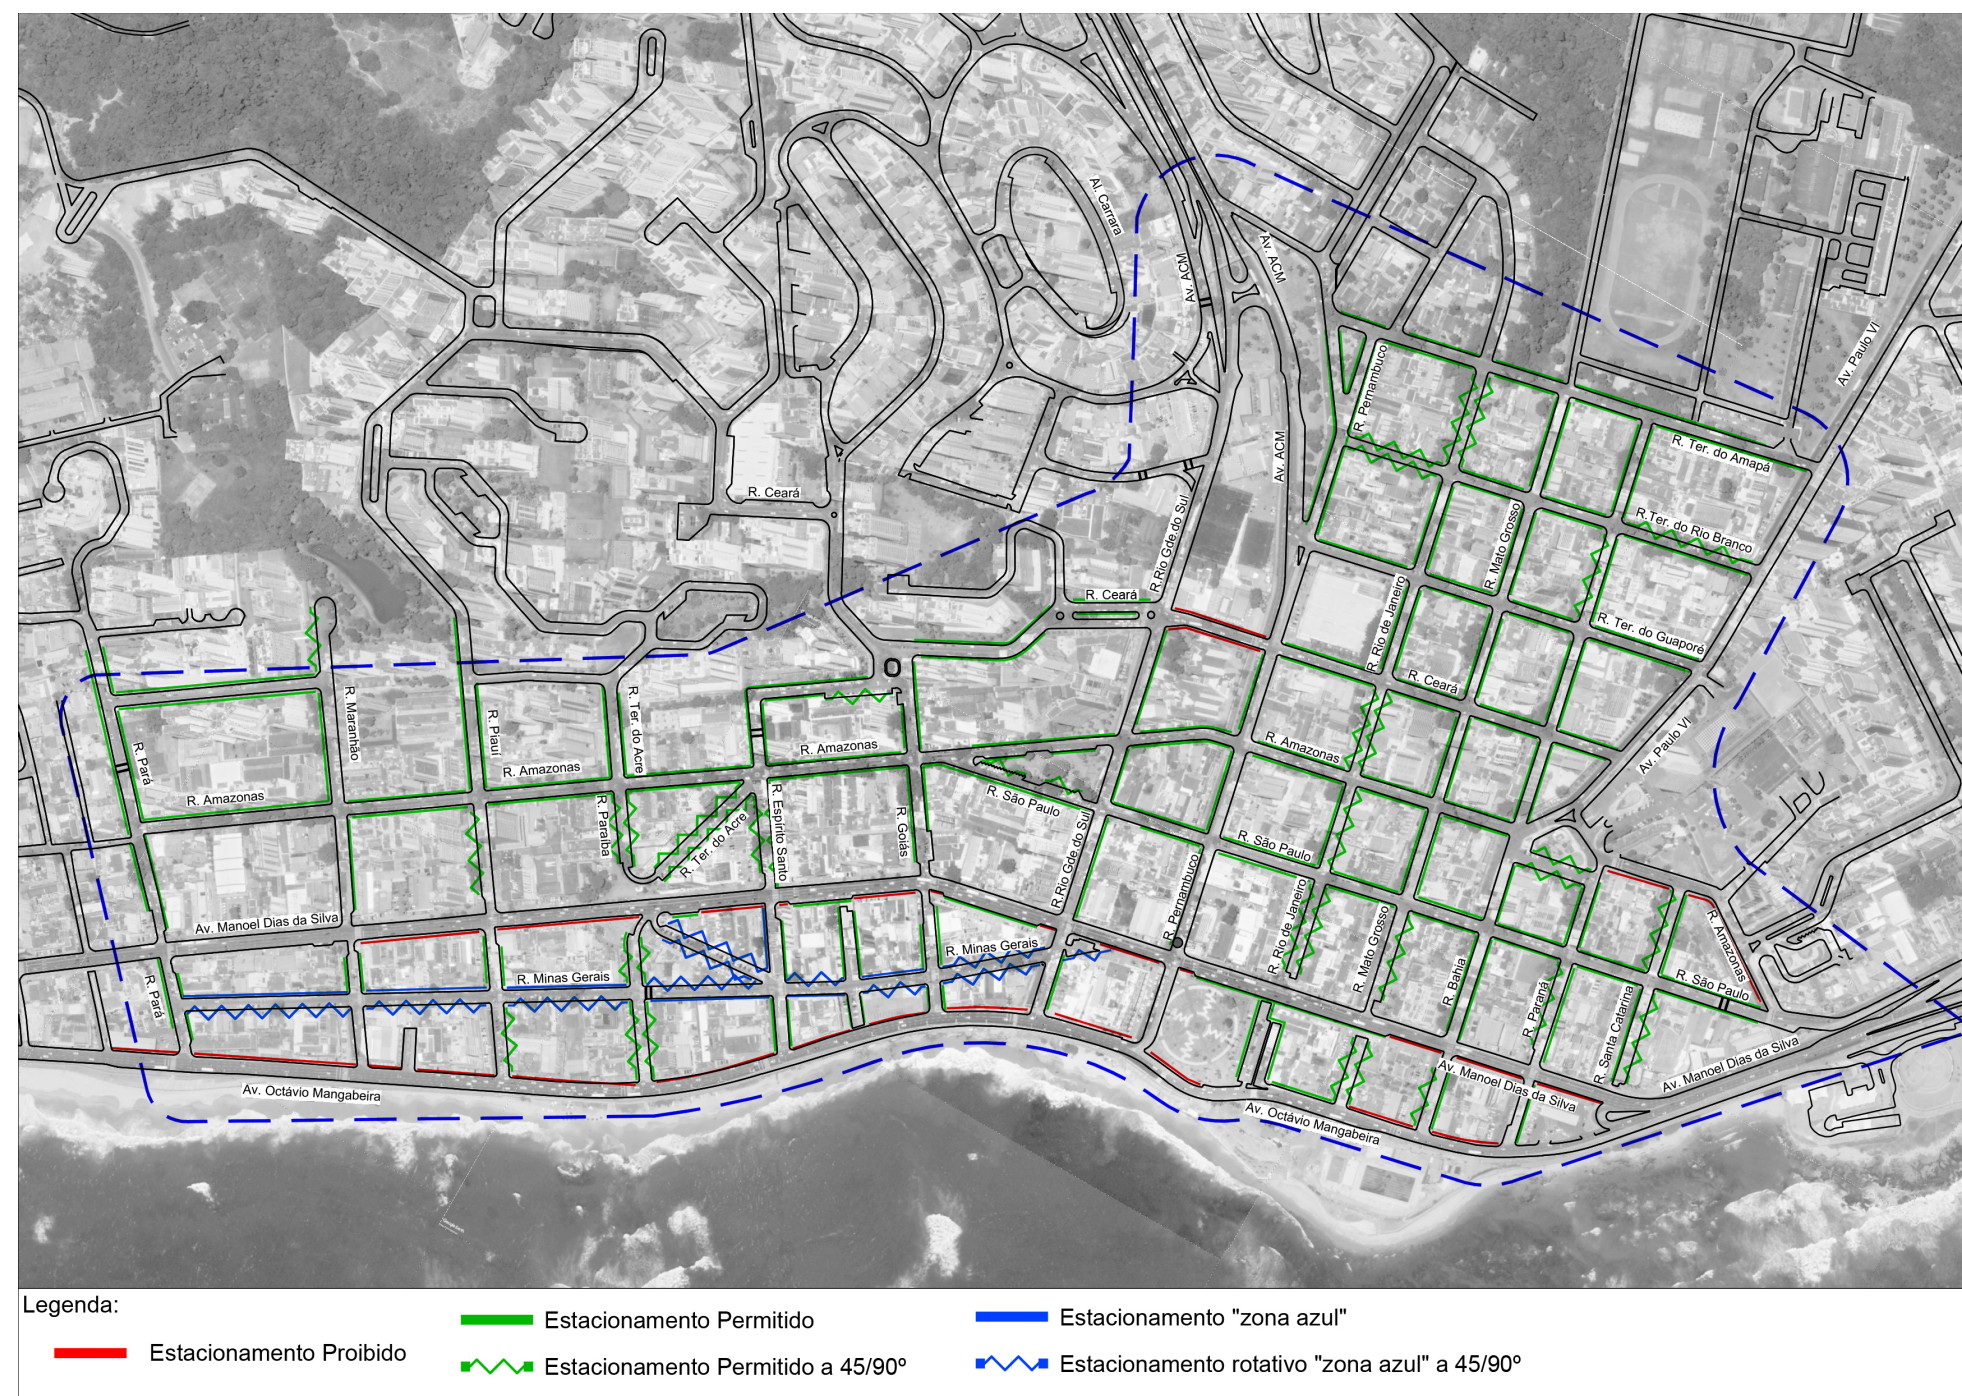 Al. Carrara
Av. ACM
Av. ACM
Av. Paulo VI
R. Pernambuco
Av. ACM
R. Ter. do Amapá
R. Ceará
R.Rio Gde.do Sul
R. Mato Grosso
R.Ter. do Rio Branco
R. Ceará
R. Rio de Janeiro
R. Ter. do Guaporé
R. Ceará
R. Maranhão
R. Piauí
R. Ter. do Acre
R. Pará
R. Amazonas
R. Amazonas
R. Amazonas
R. Amazonas
Av. Paulo VI
R. Paraíba
R. Ter. do Acre
R. Espírito Santo
R. Goiás
R. São Paulo
R.Rio Gde.do Sul
R. São Paulo
R. Pernambuco
R. Rio de Janeiro
R. Mato Grosso
R. Bahia
R. Paraná
R. Santa Catarina
R. São Paulo
R. Amazonas
Av. Manoel Dias da Silva
R. Minas Gerais
R. Minas Gerais
R. Pará
Av. Octávio Mangabeira
Av. Octávio Mangabeira
Av. Manoel Dias da Silva
Av. Manoel Dias da Silva
Legenda:
Estacionamento Proibido
Estacionamento Permitido
Estacionamento Permitido a 45/90º
Estacionamento "zona azul"
Estacionamento rotativo "zona azul" a 45/90º